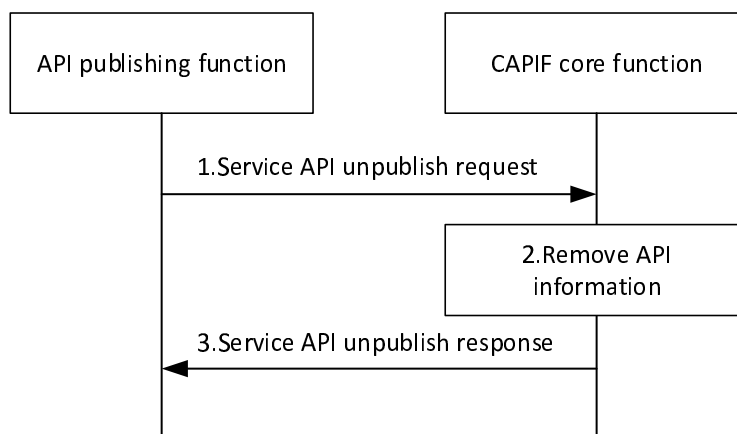 API publishing function
CAPIF core function
1.Service API unpublish request
2.Remove API
information
3.Service API unpublish response